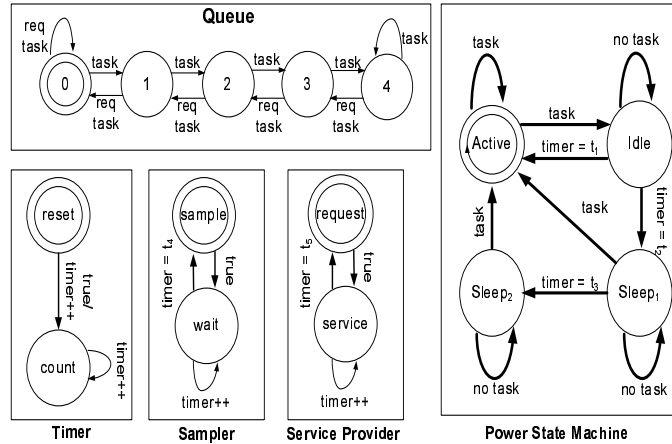 Queue
req
task
task
task
task
task
task
0
1
2
3
4
req
task
req
task
req
task
req
task
Timer
reset
true/
timer++
count
timer++
Sampler
sample
timer = t4
true
wait
timer++
Service Provider
request
timer = t5
true
service
timer++
task
no task
task
Active
Idle
timer = t1
task
task
timer = t2
Sleep2
timer = t3
Sleep1
no task
no task
Power State Machine